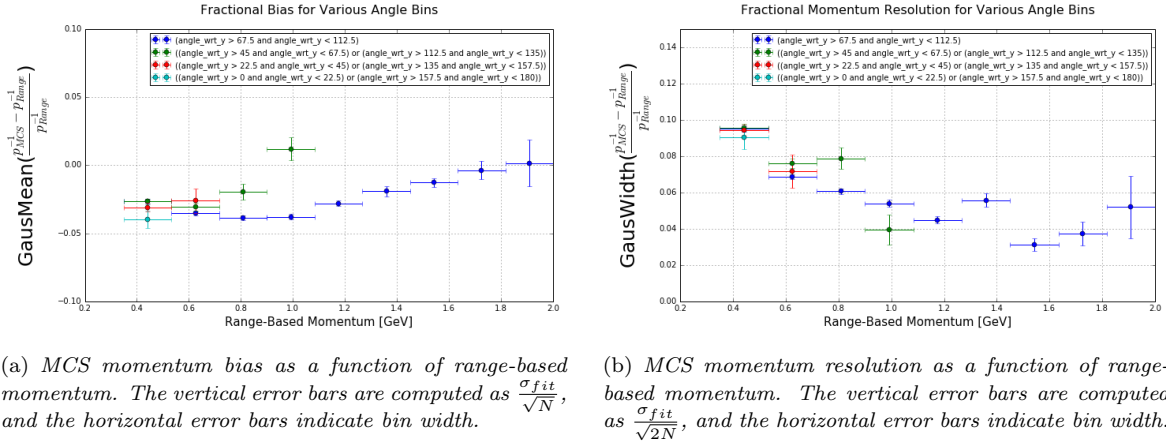 Fractional Bias for Various Angle Bins
0.10
0.05
0.00
−0.05
−0.10
0.2 0.4 0.6 0.8 1.0 1.2 1.4 1.6 1.8 2.0
Range-Based Momentum [GeV]
GausMean(\frac{p_{MCS}^{-1} - p_{Range}^{-1}}{p_{Range}^{-1}})
(angle_wrt_y > 67.5 and angle_wrt_y < 112.5)
((angle_wrt_y > 45 and angle_wrt_y < 67.5) or (angle_wrt_y > 112.5 and angle_wrt_y < 135))
((angle_wrt_y > 22.5 and angle_wrt_y < 45) or (angle_wrt_y > 135 and angle_wrt_y < 157.5))
((angle_wrt_y > 0 and angle_wrt_y < 22.5) or (angle_wrt_y > 157.5 and angle_wrt_y < 180))
Fractional Momentum Resolution for Various Angle Bins
0.14
0.12
0.10
0.08
0.06
0.04
0.02
0.00
0.2 0.4 0.6 0.8 1.0 1.2 1.4 1.6 1.8 2.0
Range-Based Momentum [GeV]
GausWidth(\frac{p_{MCS}^{-1} - p_{Range}^{-1}}{p_{Range}^{-1}})
(angle_wrt_y > 67.5 and angle_wrt_y < 112.5)
((angle_wrt_y > 45 and angle_wrt_y < 67.5) or (angle_wrt_y > 112.5 and angle_wrt_y < 135))
((angle_wrt_y > 22.5 and angle_wrt_y < 45) or (angle_wrt_y > 135 and angle_wrt_y < 157.5))
((angle_wrt_y > 0 and angle_wrt_y < 22.5) or (angle_wrt_y > 157.5 and angle_wrt_y < 180))
(a) MCS momentum bias as a function of range-based
momentum. The vertical error bars are computed as \frac{σ_{fit}}{\sqrt{N}},
and the horizontal error bars indicate bin width.
(b) MCS momentum resolution as a function of range-
based momentum. The vertical error bars are computed
as \frac{σ_{fit}}{\sqrt{2N}}, and the horizontal error bars indicate bin width.